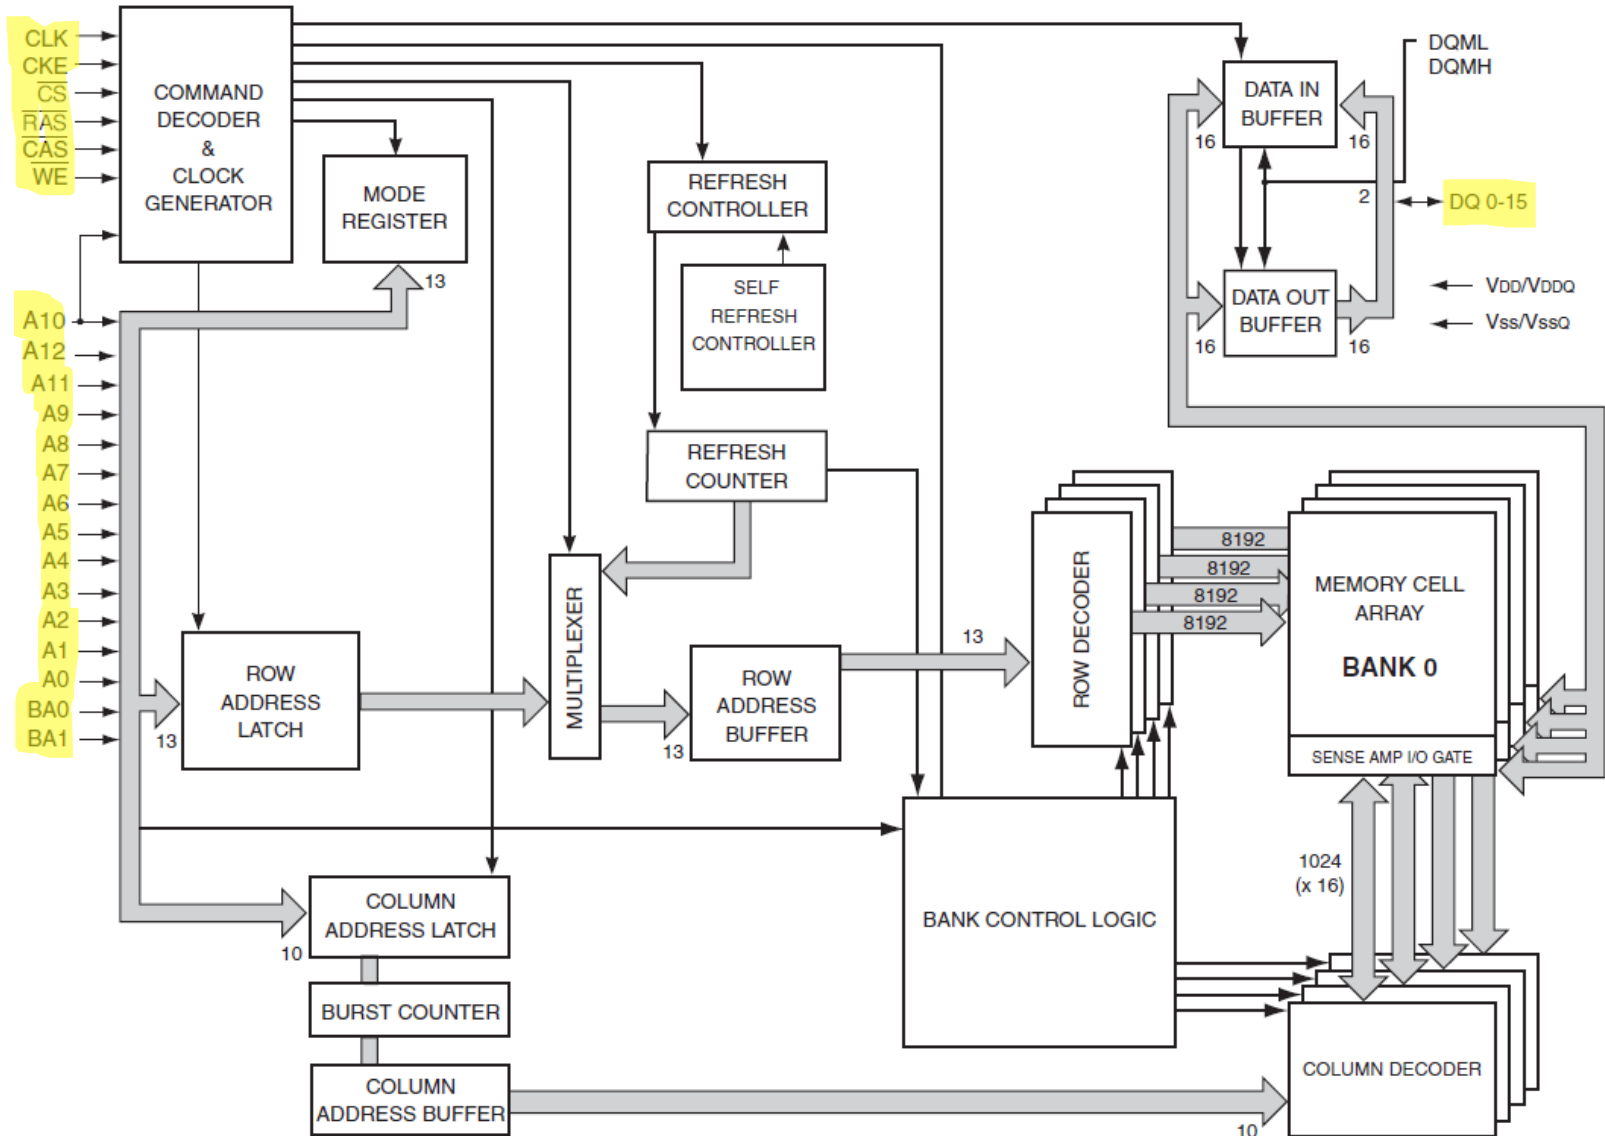 CLK
CKE
CS
RAS
CAS
WE
A10
A12
A11
A9
A8
A7
A6
A5
A4
A3
A2
A1
A0
BA0
BA1
COMMAND
DECODER
&
CLOCK
GENERATOR
MODE
REGISTER
13
REFRESH
CONTROLLER
SELF
REFRESH
CONTROLLER
REFRESH
COUNTER
DQML
DQMH
DATA IN
BUFFER
16
16
2
DQ 0-15
DATA OUT
BUFFER
16
16
VDD/VDDQ
Vss/VssQ
ROW
ADDRESS
LATCH
13
MULTIPLEXER
13
ROW
ADDRESS
BUFFER
13
ROW DECODER
8192
8192
8192
8192
MEMORY CELL
ARRAY
BANK 0
SENSE AMP I/O GATE
1024
(x 16)
BANK CONTROL LOGIC
COLUMN
ADDRESS LATCH
10
BURST COUNTER
COLUMN
ADDRESS BUFFER
COLUMN DECODER
10